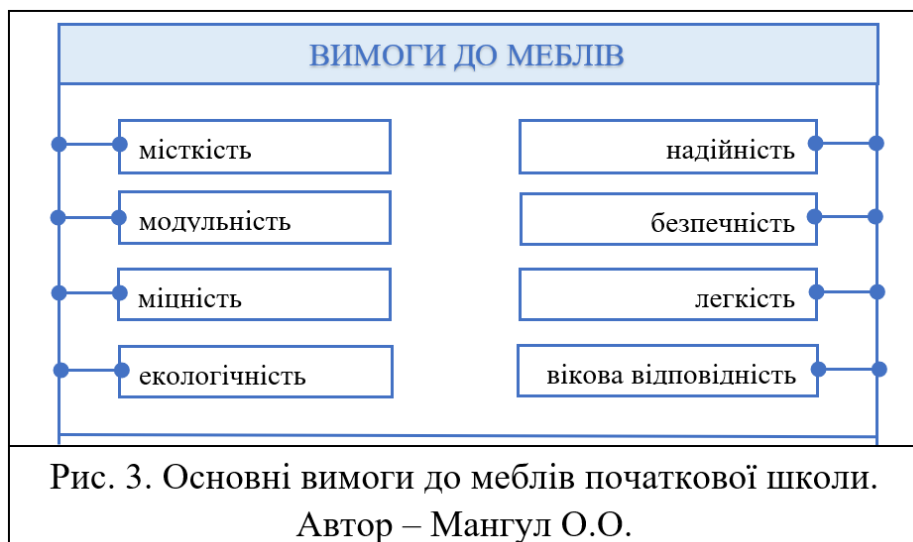 ВИМОГИ ДО МЕБЛІВ
місткість
надійність
модульність
безпечність
міцність
легкість
екологічність
вікова відповідність
Рис. 3. Основні вимоги до меблів початкової школи.
Автор – Мангул О.О.